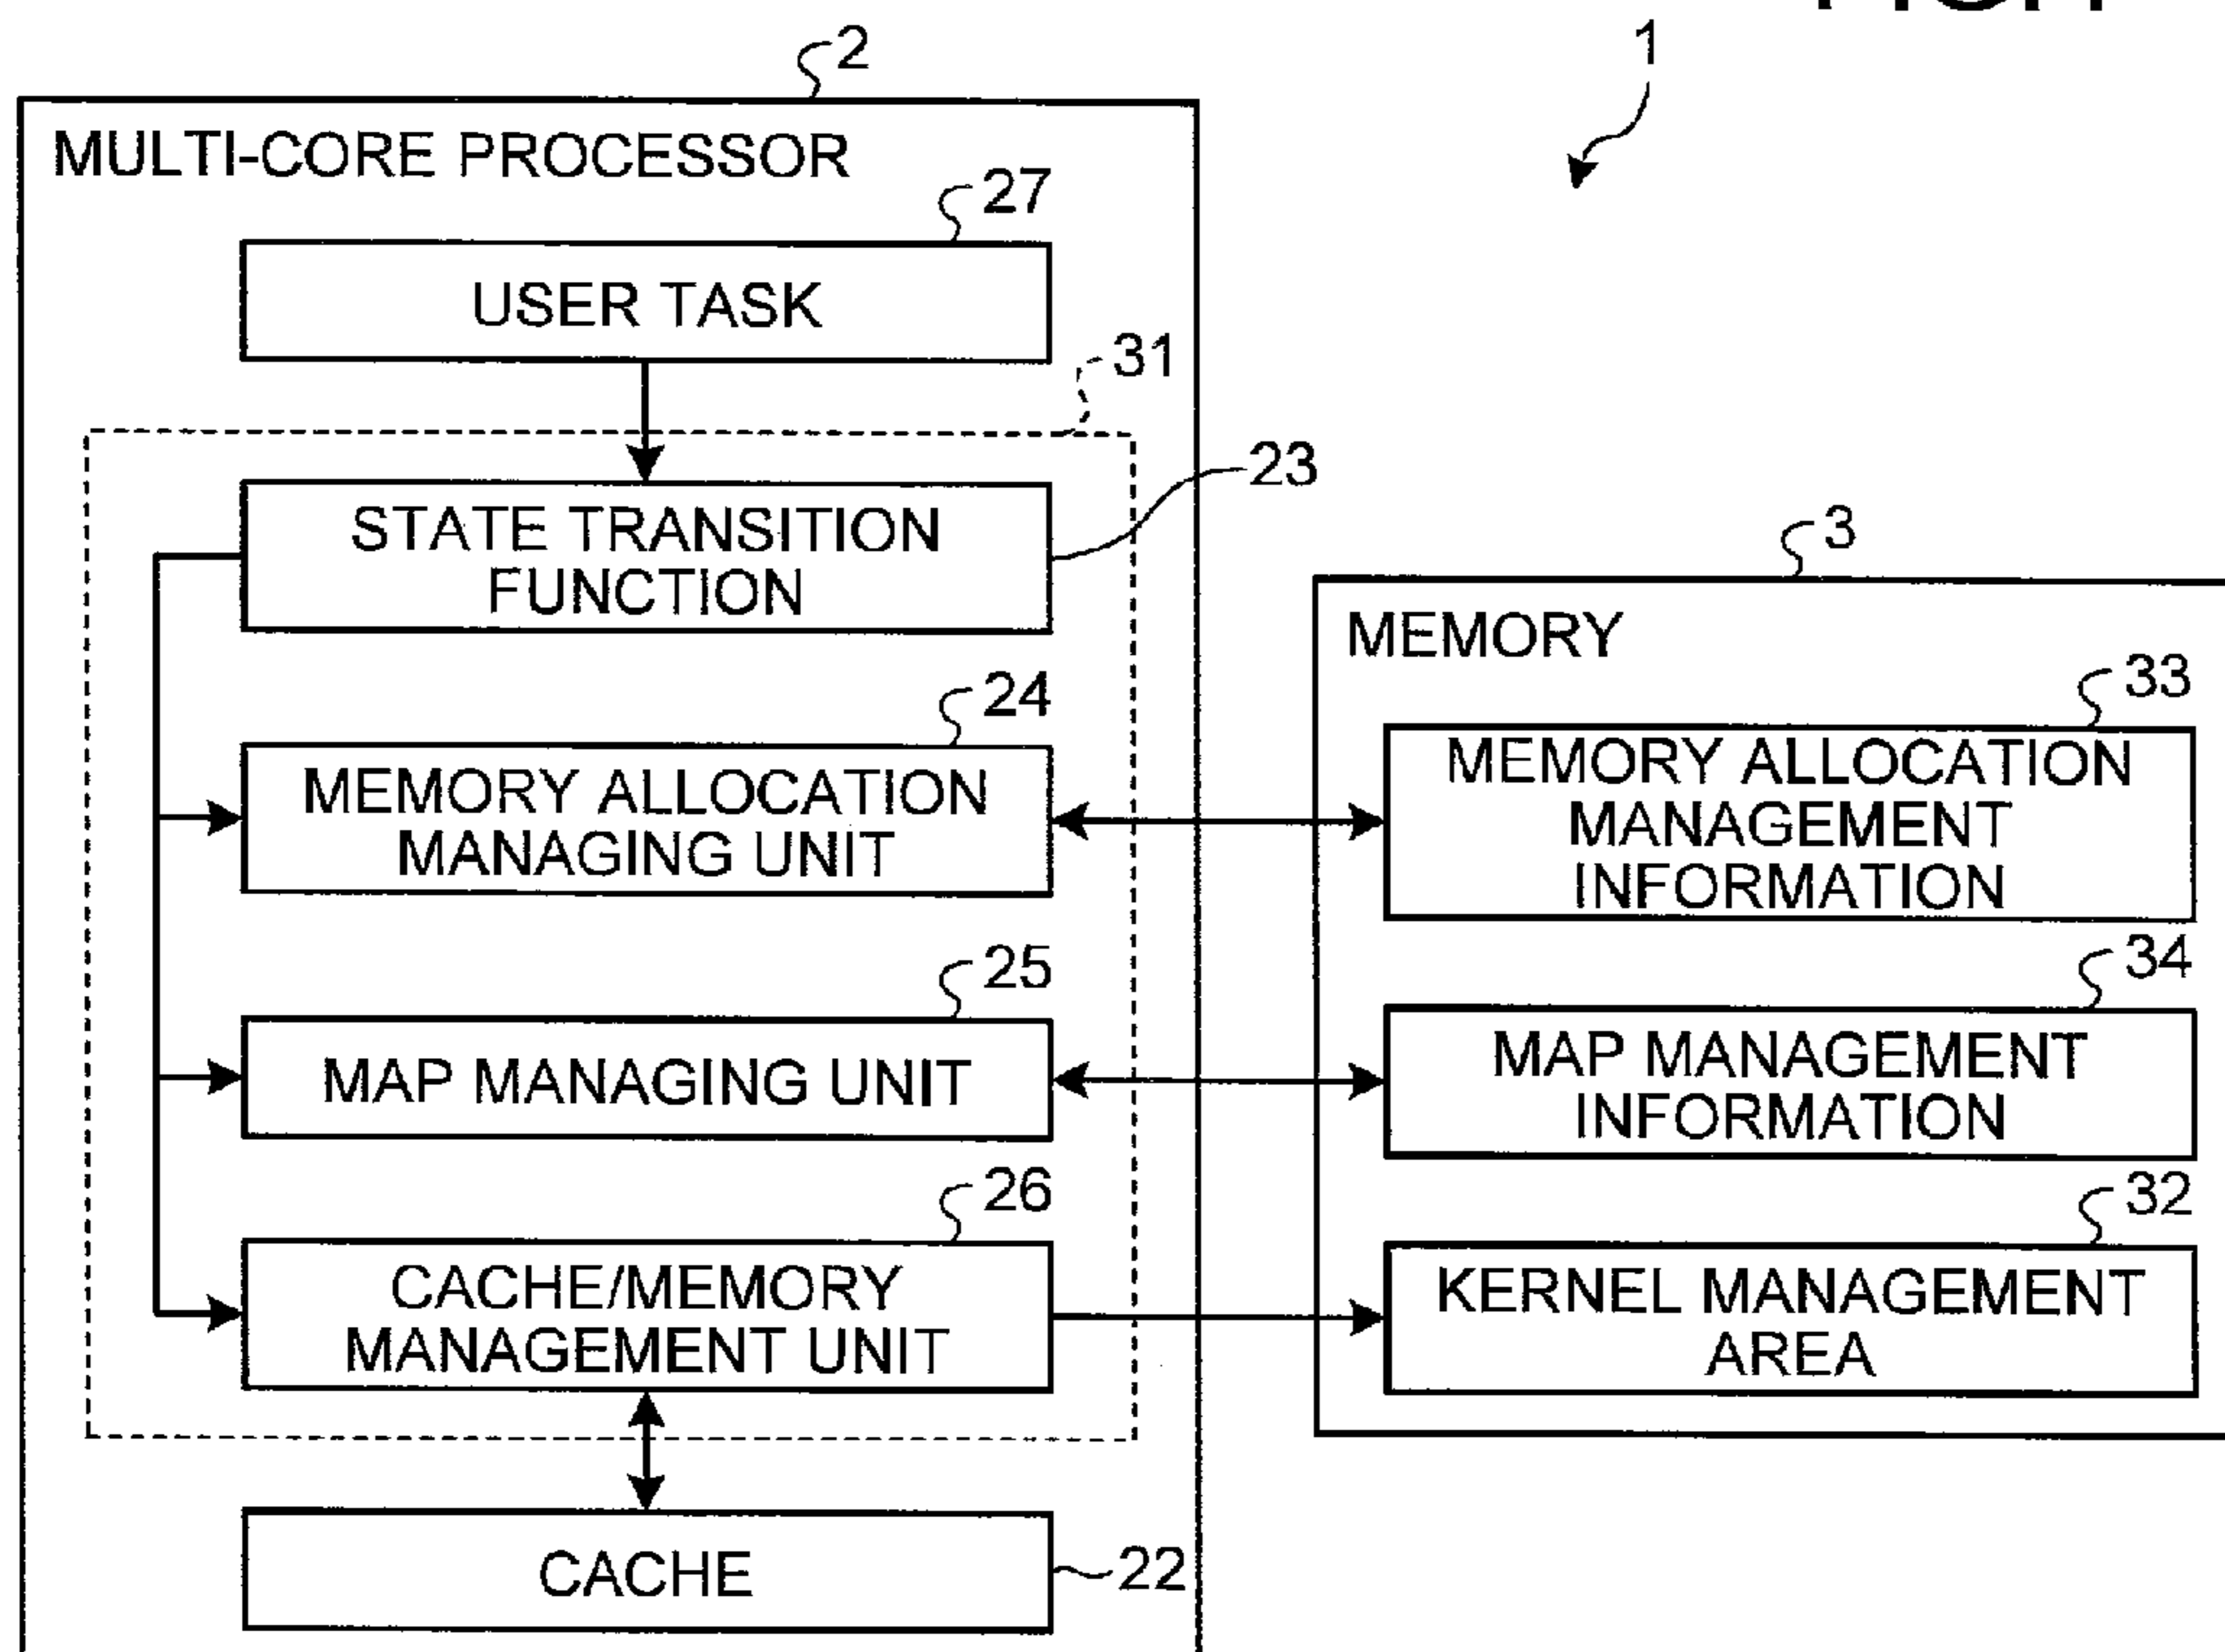 2
1
MULTI-CORE PROCESSOR
27
USER TASK
31
23
STATE TRANSITION
FUNCTION
3
MEMORY
24
33
MEMORY ALLOCATION
MANAGING UNIT
MEMORY ALLOCATION
MANAGEMENT
INFORMATION
25
34
MAP MANAGING UNIT
MAP MANAGEMENT
INFORMATION
26
32
CACHE/MEMORY
MANAGEMENT UNIT
KERNEL MANAGEMENT
AREA
CACHE
22